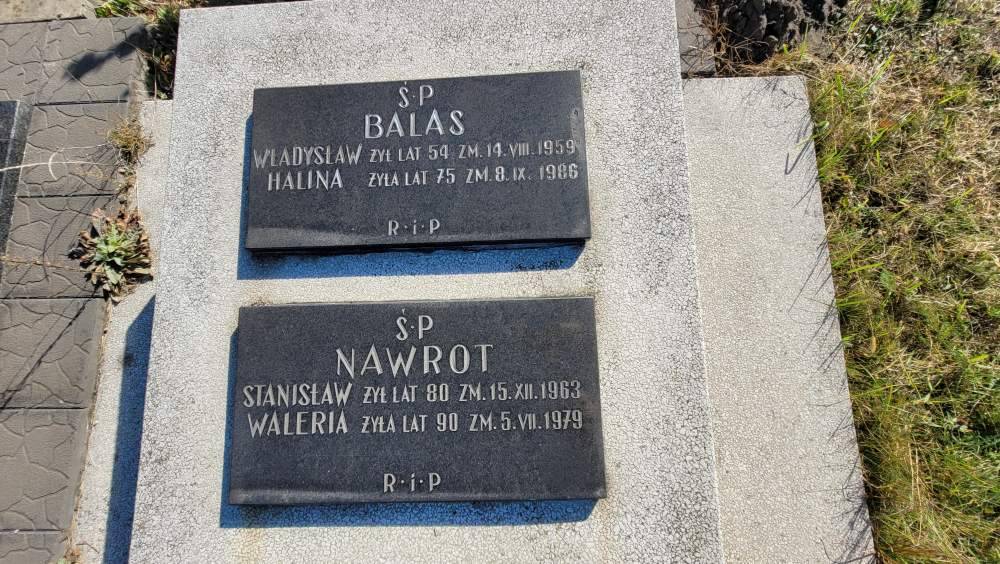 Ś·P
BALAS
WŁADYSŁAW ŻYŁ LAT 54 ZM. 14. VIII. 1959
HALINA ŻYŁA LAT 75 ZM. 8. IX. 1986
R·i·P
Ś·P
NAWROT
STANISŁAW ŻYŁ LAT 80 ZM. 15. XII. 1963
WALERIA ŻYŁA LAT 90 ZM. 5. VII. 1979
R·i·P